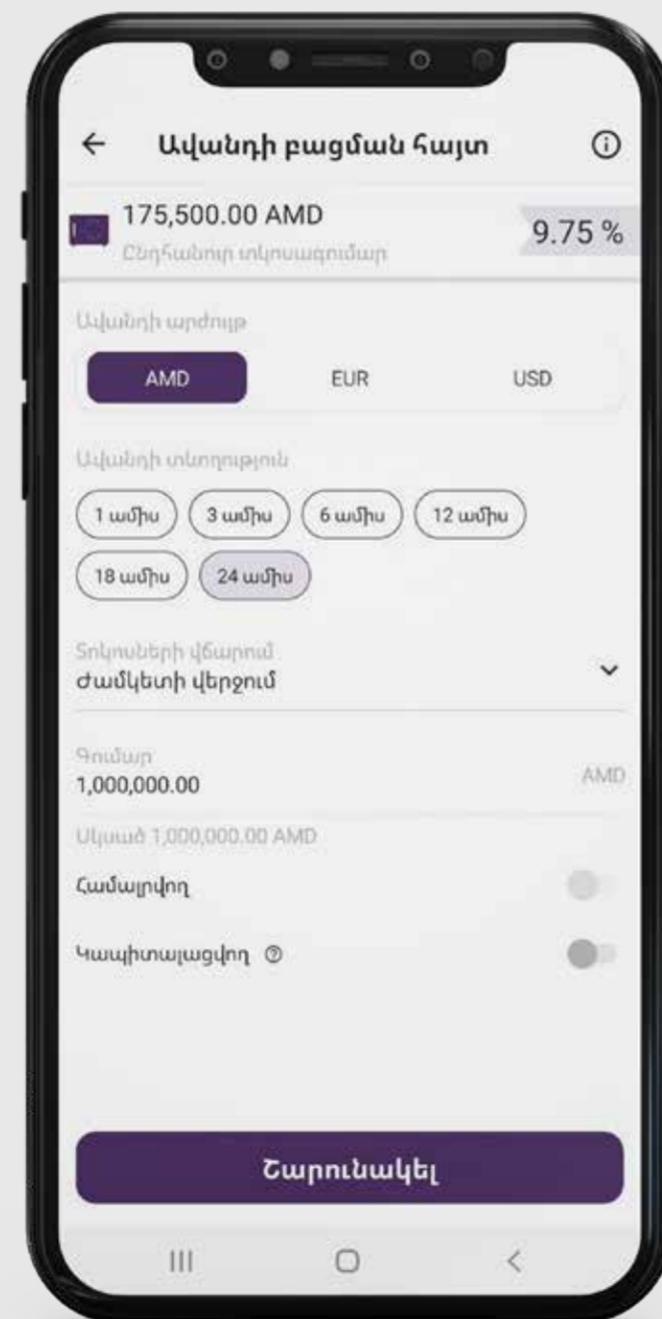 Ավանդի բացման հայտ
175,500.00 AMD
9.75 %
Ընդհանուր տկոսագումար
Ավանդի արժույթ
AMD EUR USD
Ավանդի տևողություն
1 ամիս 3 ամիս 6 ամիս 12 ամիս
18 ամիս 24 ամիս
Տոկոսների վճարում
Ժամկետի վերջում
Գումար
1,000,000.00 AMD
Սկսած 1,000,000.00 AMD
Համալրվող
Կապիտալացվող
Շարունակել